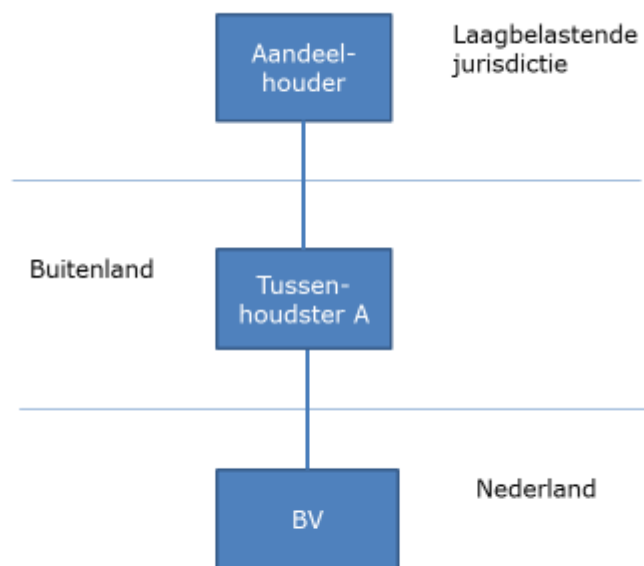 Aandeel-
houder
Laagbelastende
jurisdictie
Buitenland
Tussen-
houdster A
Nederland
BV